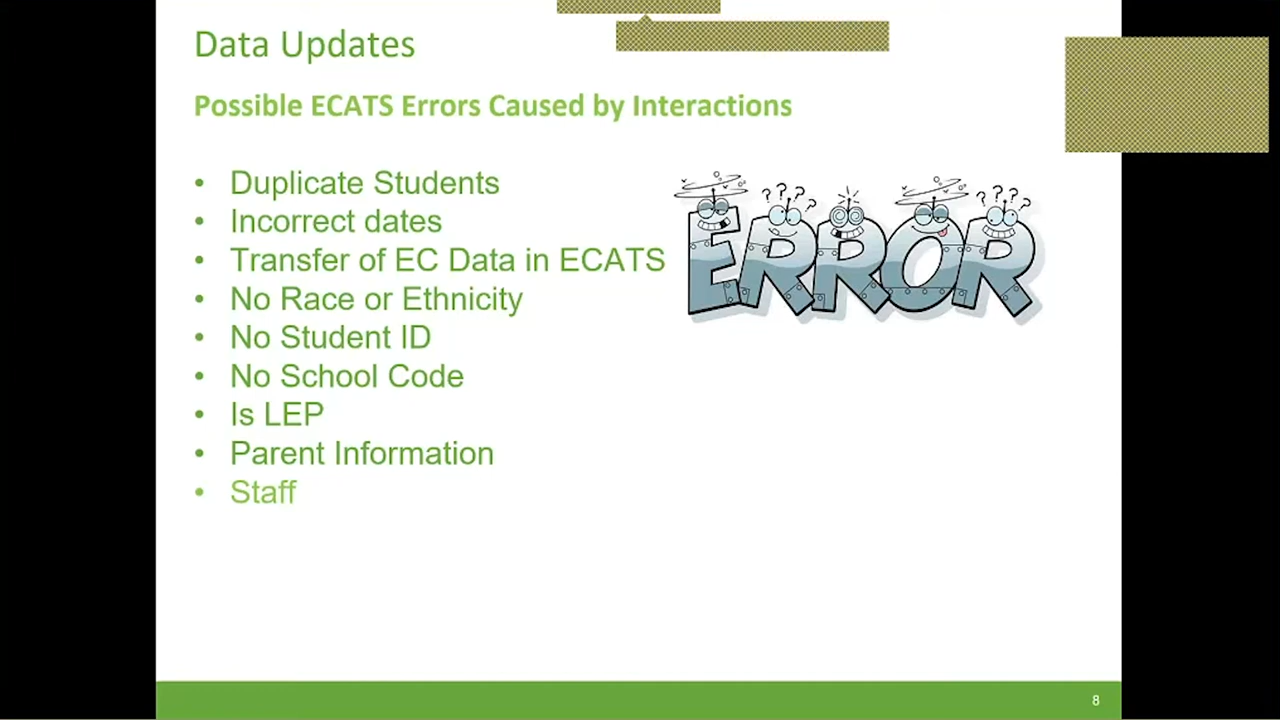 Data Updates
Possible ECATS Errors Caused by Interactions
• Duplicate Students
• Incorrect dates
• Transfer of EC Data in ECATS
• No Race or Ethnicity
• No Student ID
• No School Code
• Is LEP
• Parent Information
• Staff
? ? ? ?
? ? ? ?
ERROR
8